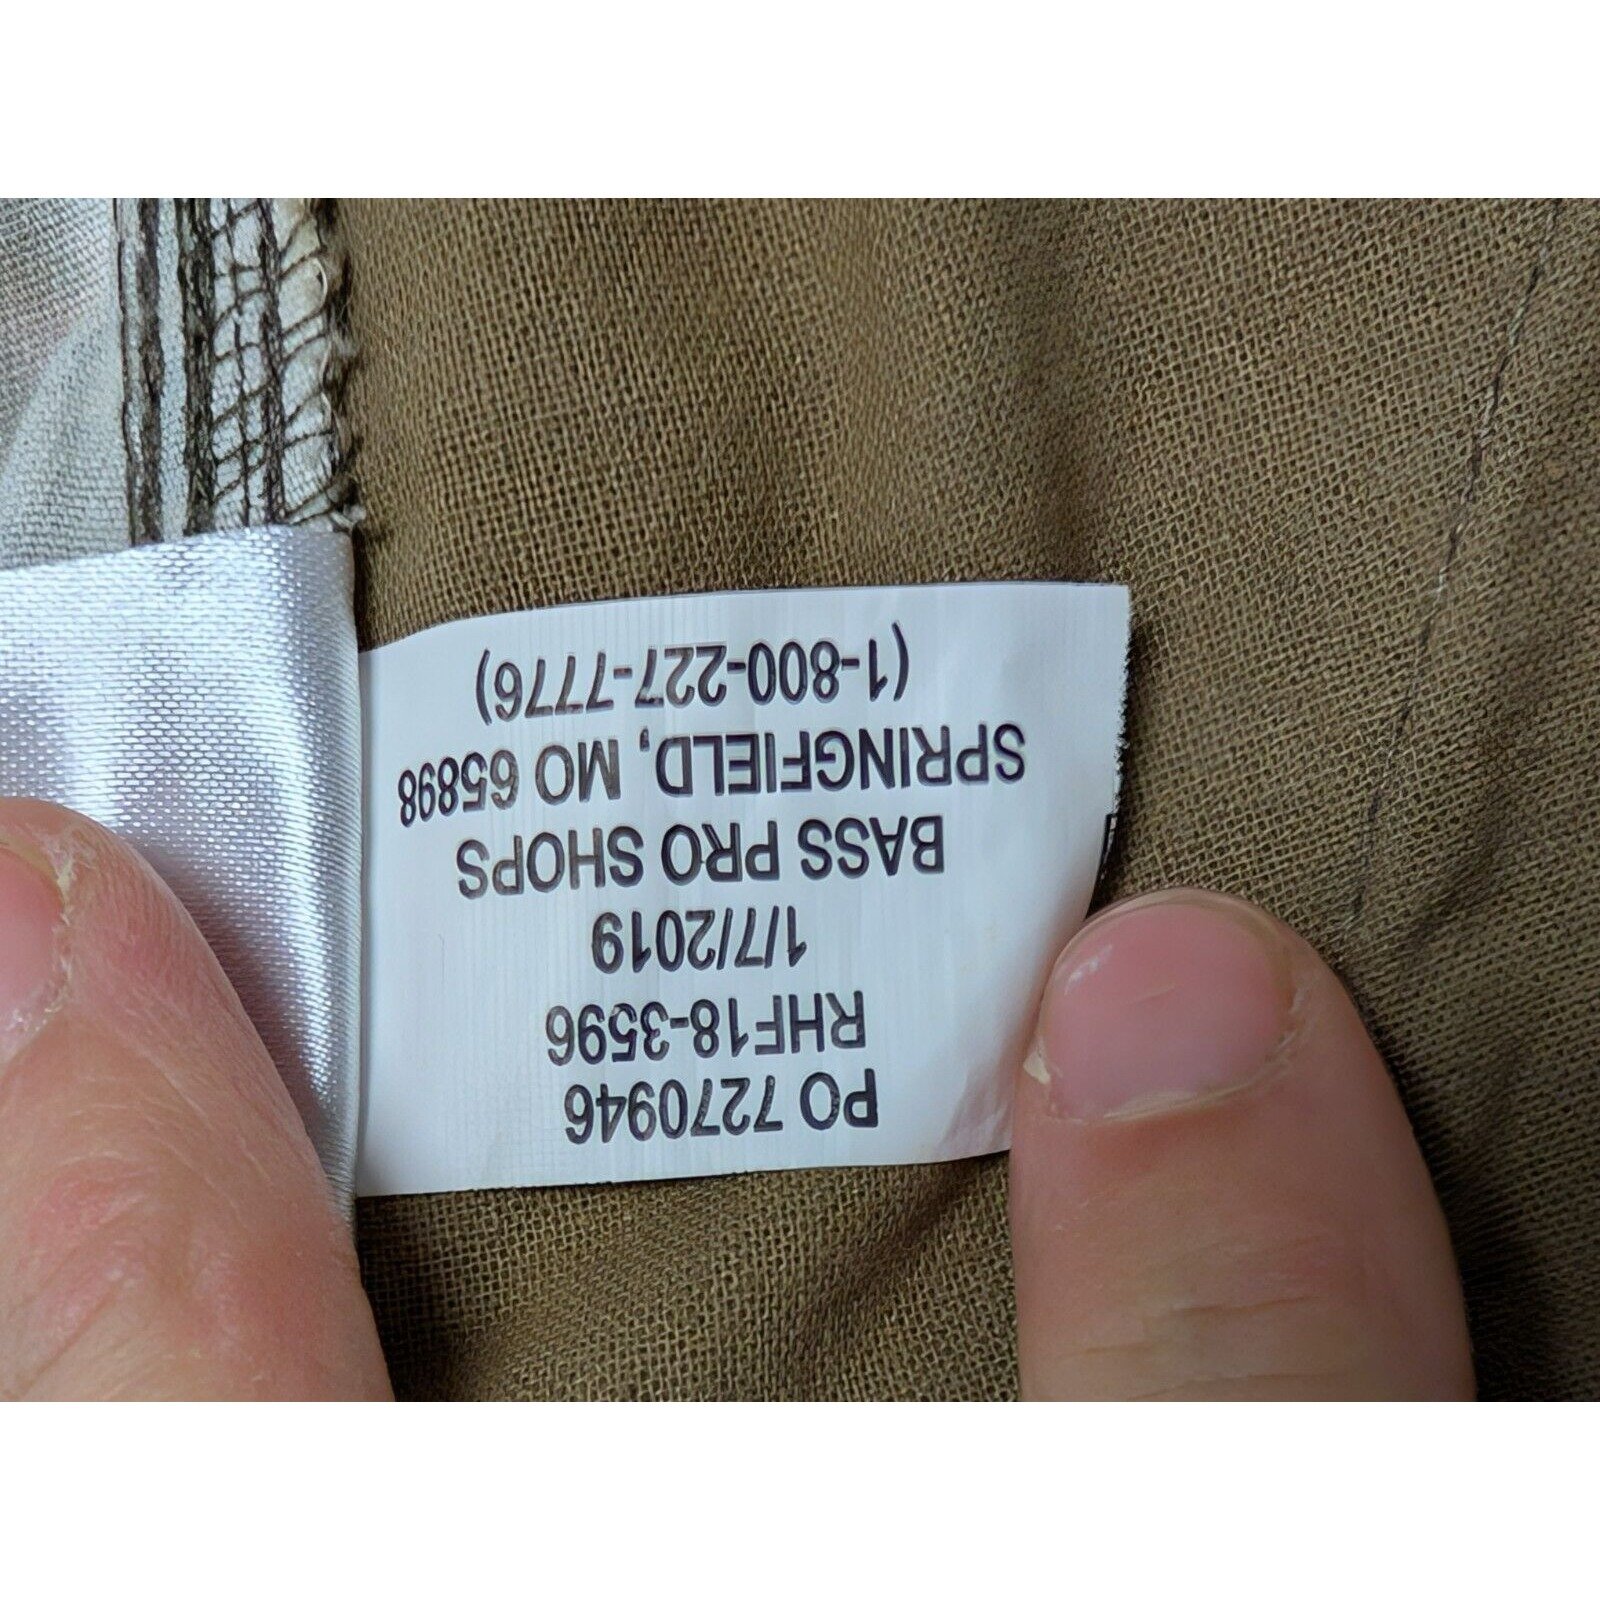 PO 7270946
RHF18-3596
1/7/2019
BASS PRO SHOPS
SPRINGFIELD, MO 65898
(1-800-227-7776)